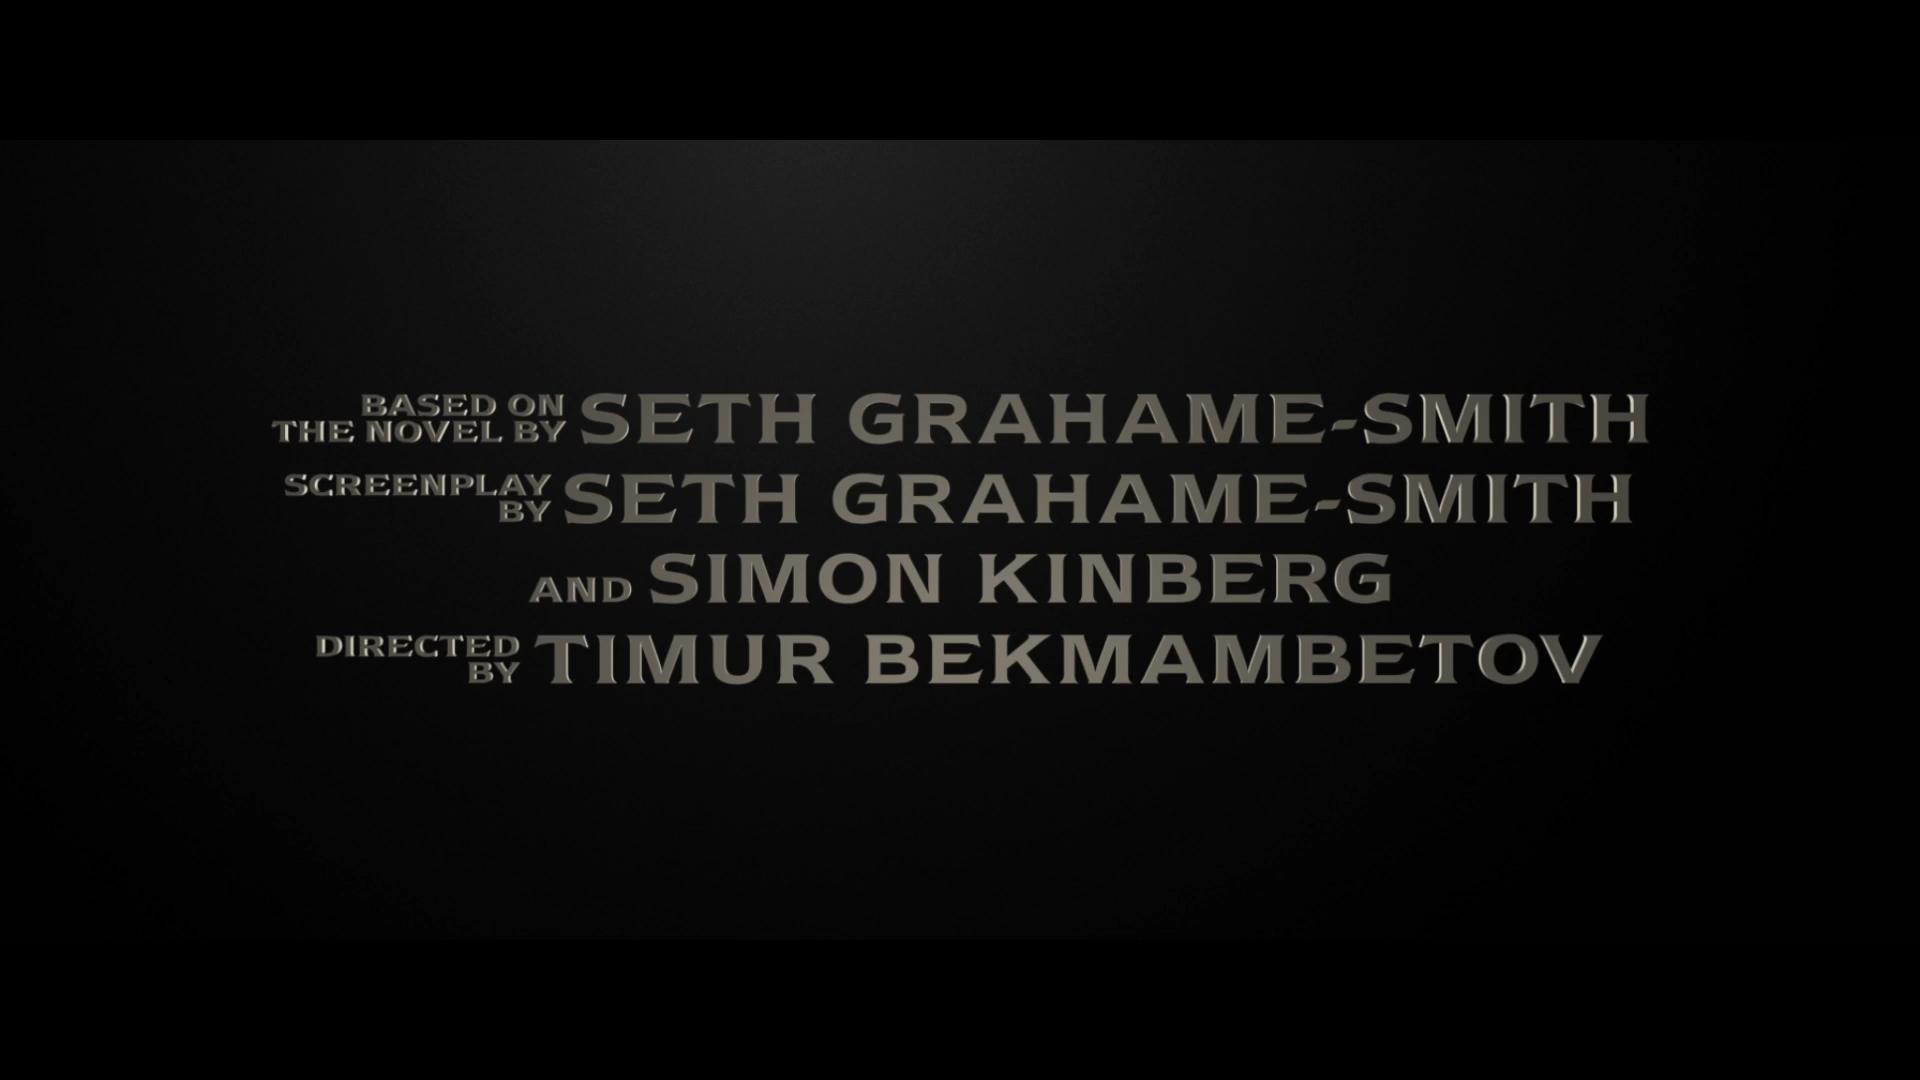 BASED ON
THE NOVEL BY SETH GRAHAME-SMITH
SCREENPLAY
BY SETH GRAHAME-SMITH
AND SIMON KINBERG
DIRECTED
BY TIMUR BEKMAMBETOV